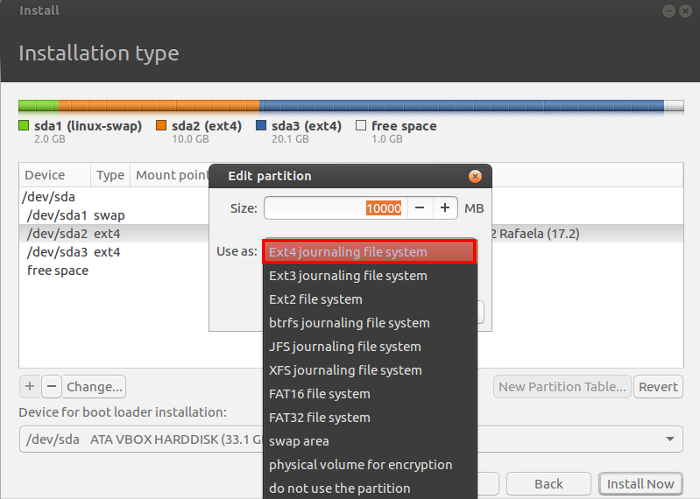 Install
Installation type
sda1 (linux-swap) sda2 (ext4) sda3 (ext4) free space
2.0 GB 10.0 GB 20.1 GB 1.0 GB
Device Type Mount point
/dev/sda
/dev/sda1 swap
/dev/sda2 ext4 2 Rafaela (17.2)
/dev/sda3 ext4
free space
Edit partition
Size: 10000 − + MB
Use as: Ext4 journaling file system
Ext3 journaling file system
Ext2 file system
btrfs journaling file system
JFS journaling file system
XFS journaling file system
FAT16 file system
FAT32 file system
swap area
physical volume for encryption
do not use the partition
+ − Change... New Partition Table... Revert
Device for boot loader installation:
/dev/sda ATA VBOX HARDDISK (33.1
Back Install Now